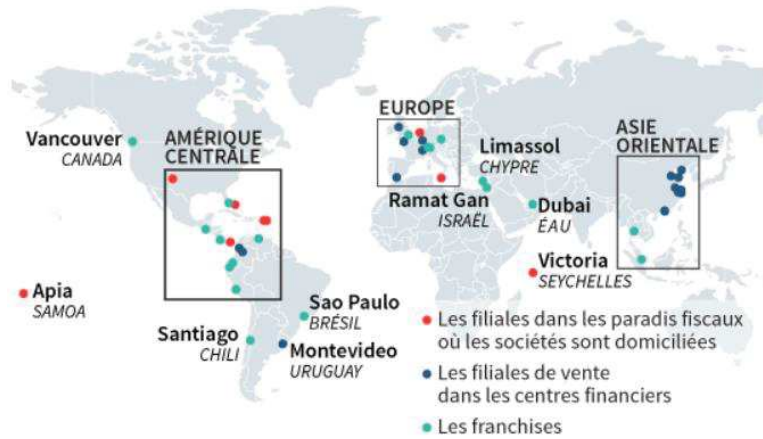 EUROPE
ASIE
ORIENTALE
Vancouver
CANADA
AMÉRIQUE
CENTRALE
Limassol
CHYPRE
Ramat Gan
ISRAËL
Dubai
ÉAU
Victoria
SEYCHELLES
Apia
SAMOA
Sao Paulo
BRÉSIL
Santiago
CHILI
Montevideo
URUGUAY
Les filiales dans les paradis fiscaux
où les sociétés sont domiciliées
Les filiales de vente
dans les centres financiers
Les franchises